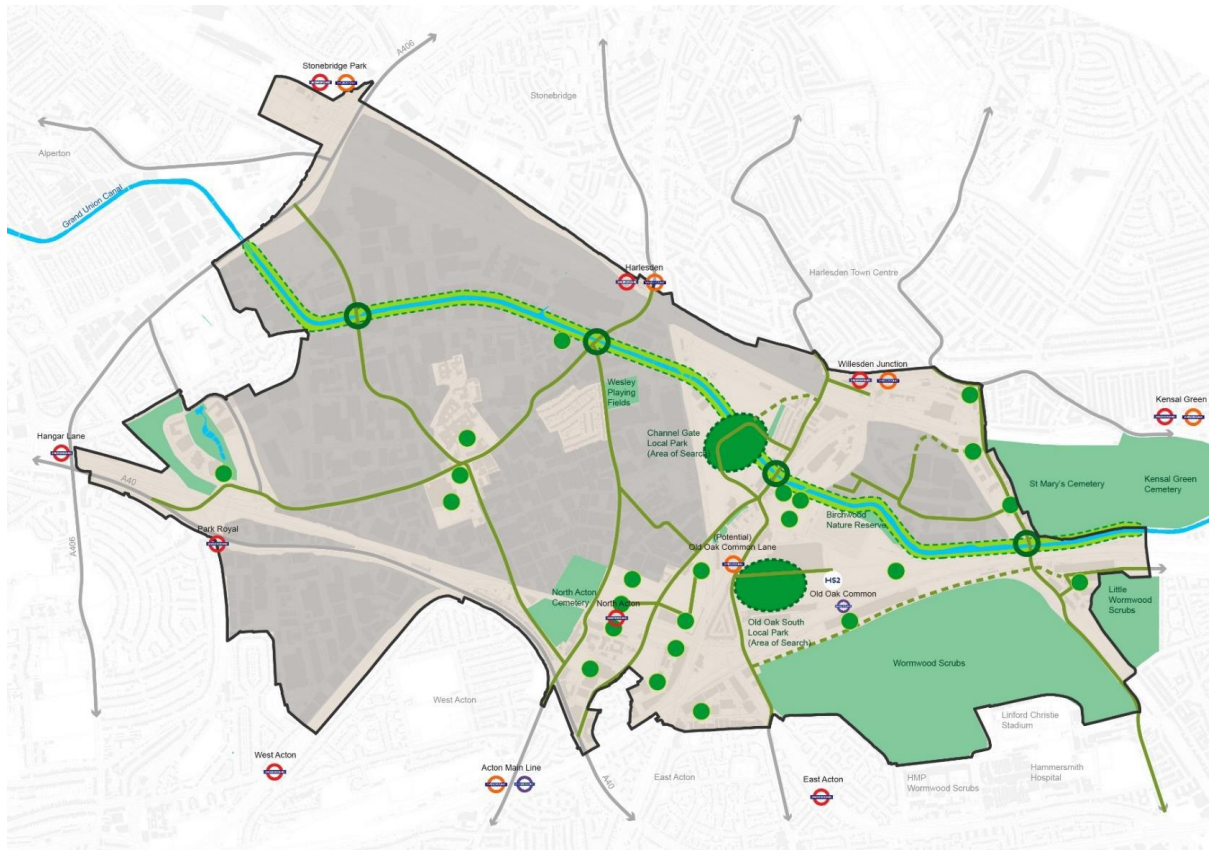 A406
Stonebridge Park
Stonebridge
Alperton
Grand Union Canal
Harlesden
Harlesden Town Centre
Willesden Junction
Kensal Green
Wesley
Playing
Fields
Channel Gate
Local Park
(Area of Search)
Hangar Lane
A40
St Mary's Cemetery
Kensal Green
Cemetery
Park Royal
A406
Birchwood
Nature Reserve
(Potential)
Old Oak Common Lane
HS2
Old Oak Common
North Acton
Cemetery
North Acton
Old Oak South
Local Park
(Area of Search)
Little
Wormwood
Scrubs
Wormwood Scrubs
West Acton
Linford Christie
Stadium
West Acton
Acton Main Line
A40
East Acton
East Acton
HMP
Wormwood Scrubs
Hammersmith
Hospital